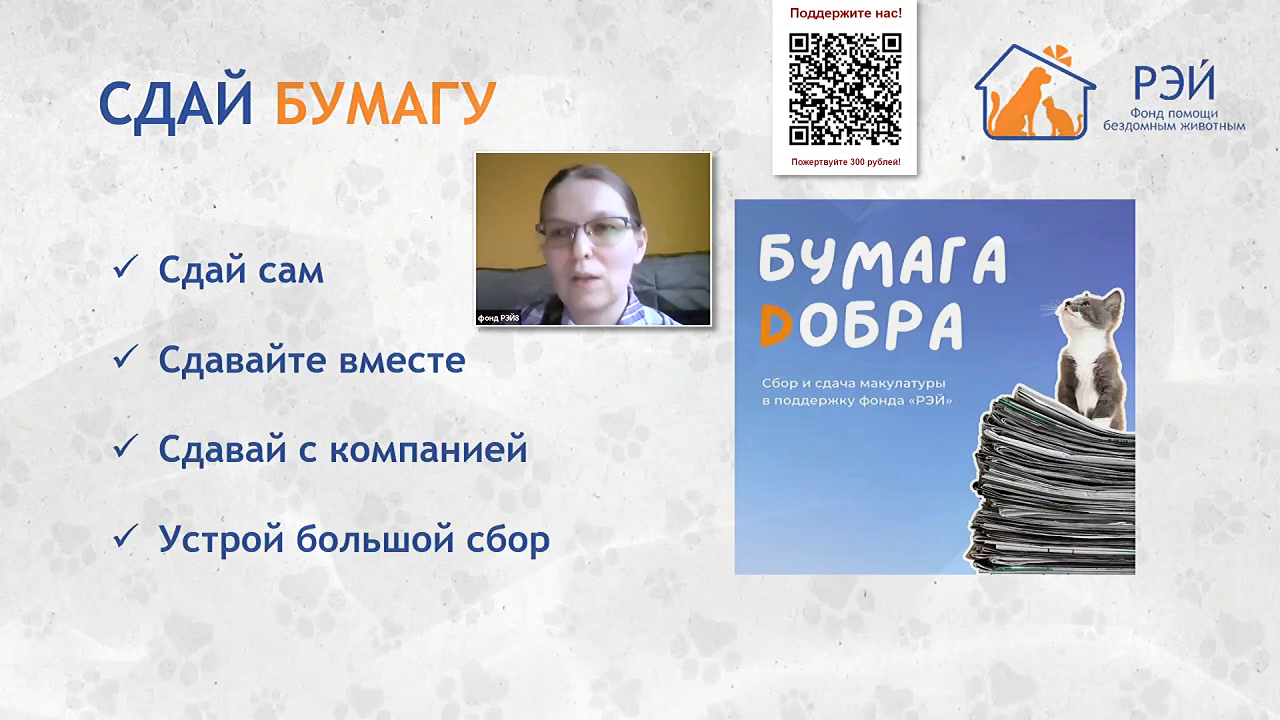 Поддержите нас!
Пожертвуйте 300 рублей!
РЭЙ
Фонд помощи
бездомным животным
СДАЙ БУМАГУ
фонд РЭЙ8
Сдай сам
Сдавайте вместе
Сдавай с компанией
Устрой большой сбор
БУМАГА
DОБРА
Сбор и сдача макулатуры
в поддержку фонда «РЭЙ»